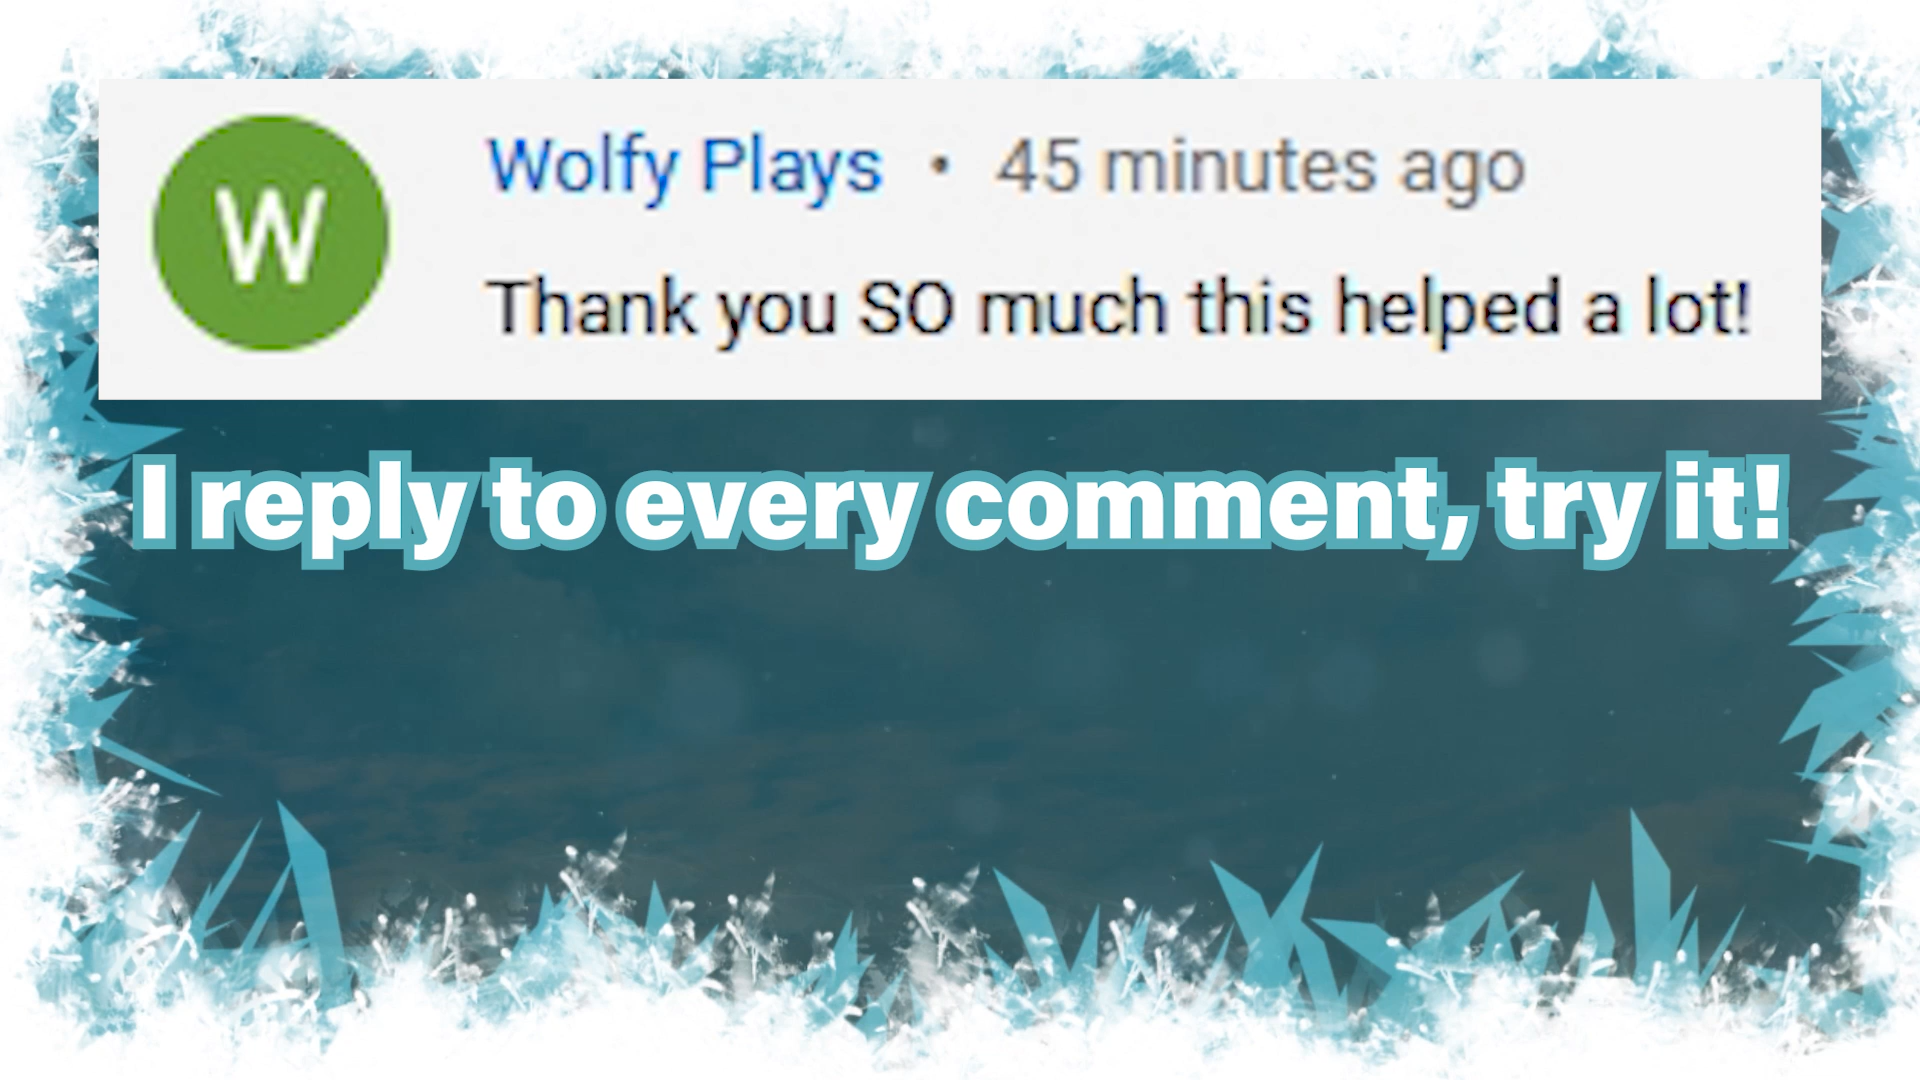 W
Wolfy Plays • 45 minutes ago
Thank you SO much this helped a lot!
I reply to every comment, try it!